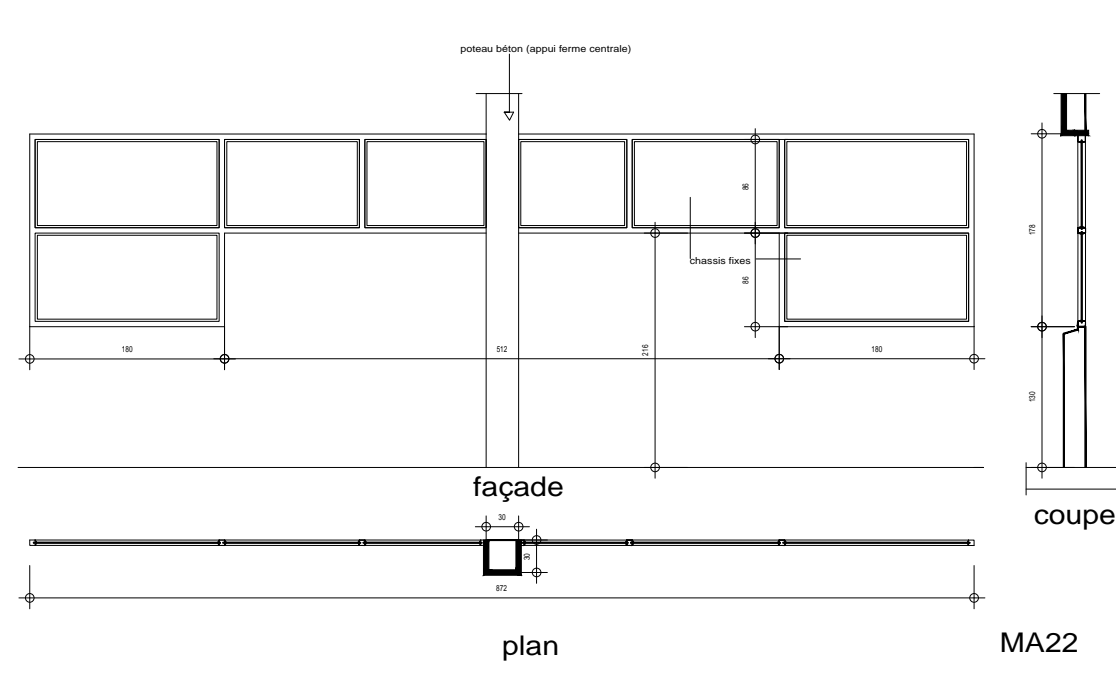 poteau béton (appui ferme centrale)
86
178
chassis fixes
86
180
512
216
180
130
façade
coupe
30
30
872
plan
MA22